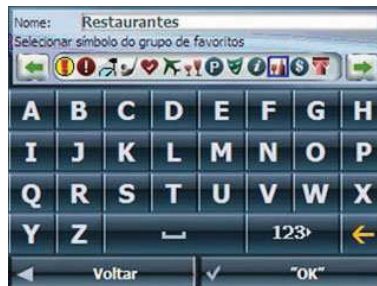 Nome: Restaurantes
Selecionar símbolo do grupo de favoritos
P i $
A B C D E F G H
I J K L M N O P
Q R S T U V W X
Y Z 123
Voltar "OK"